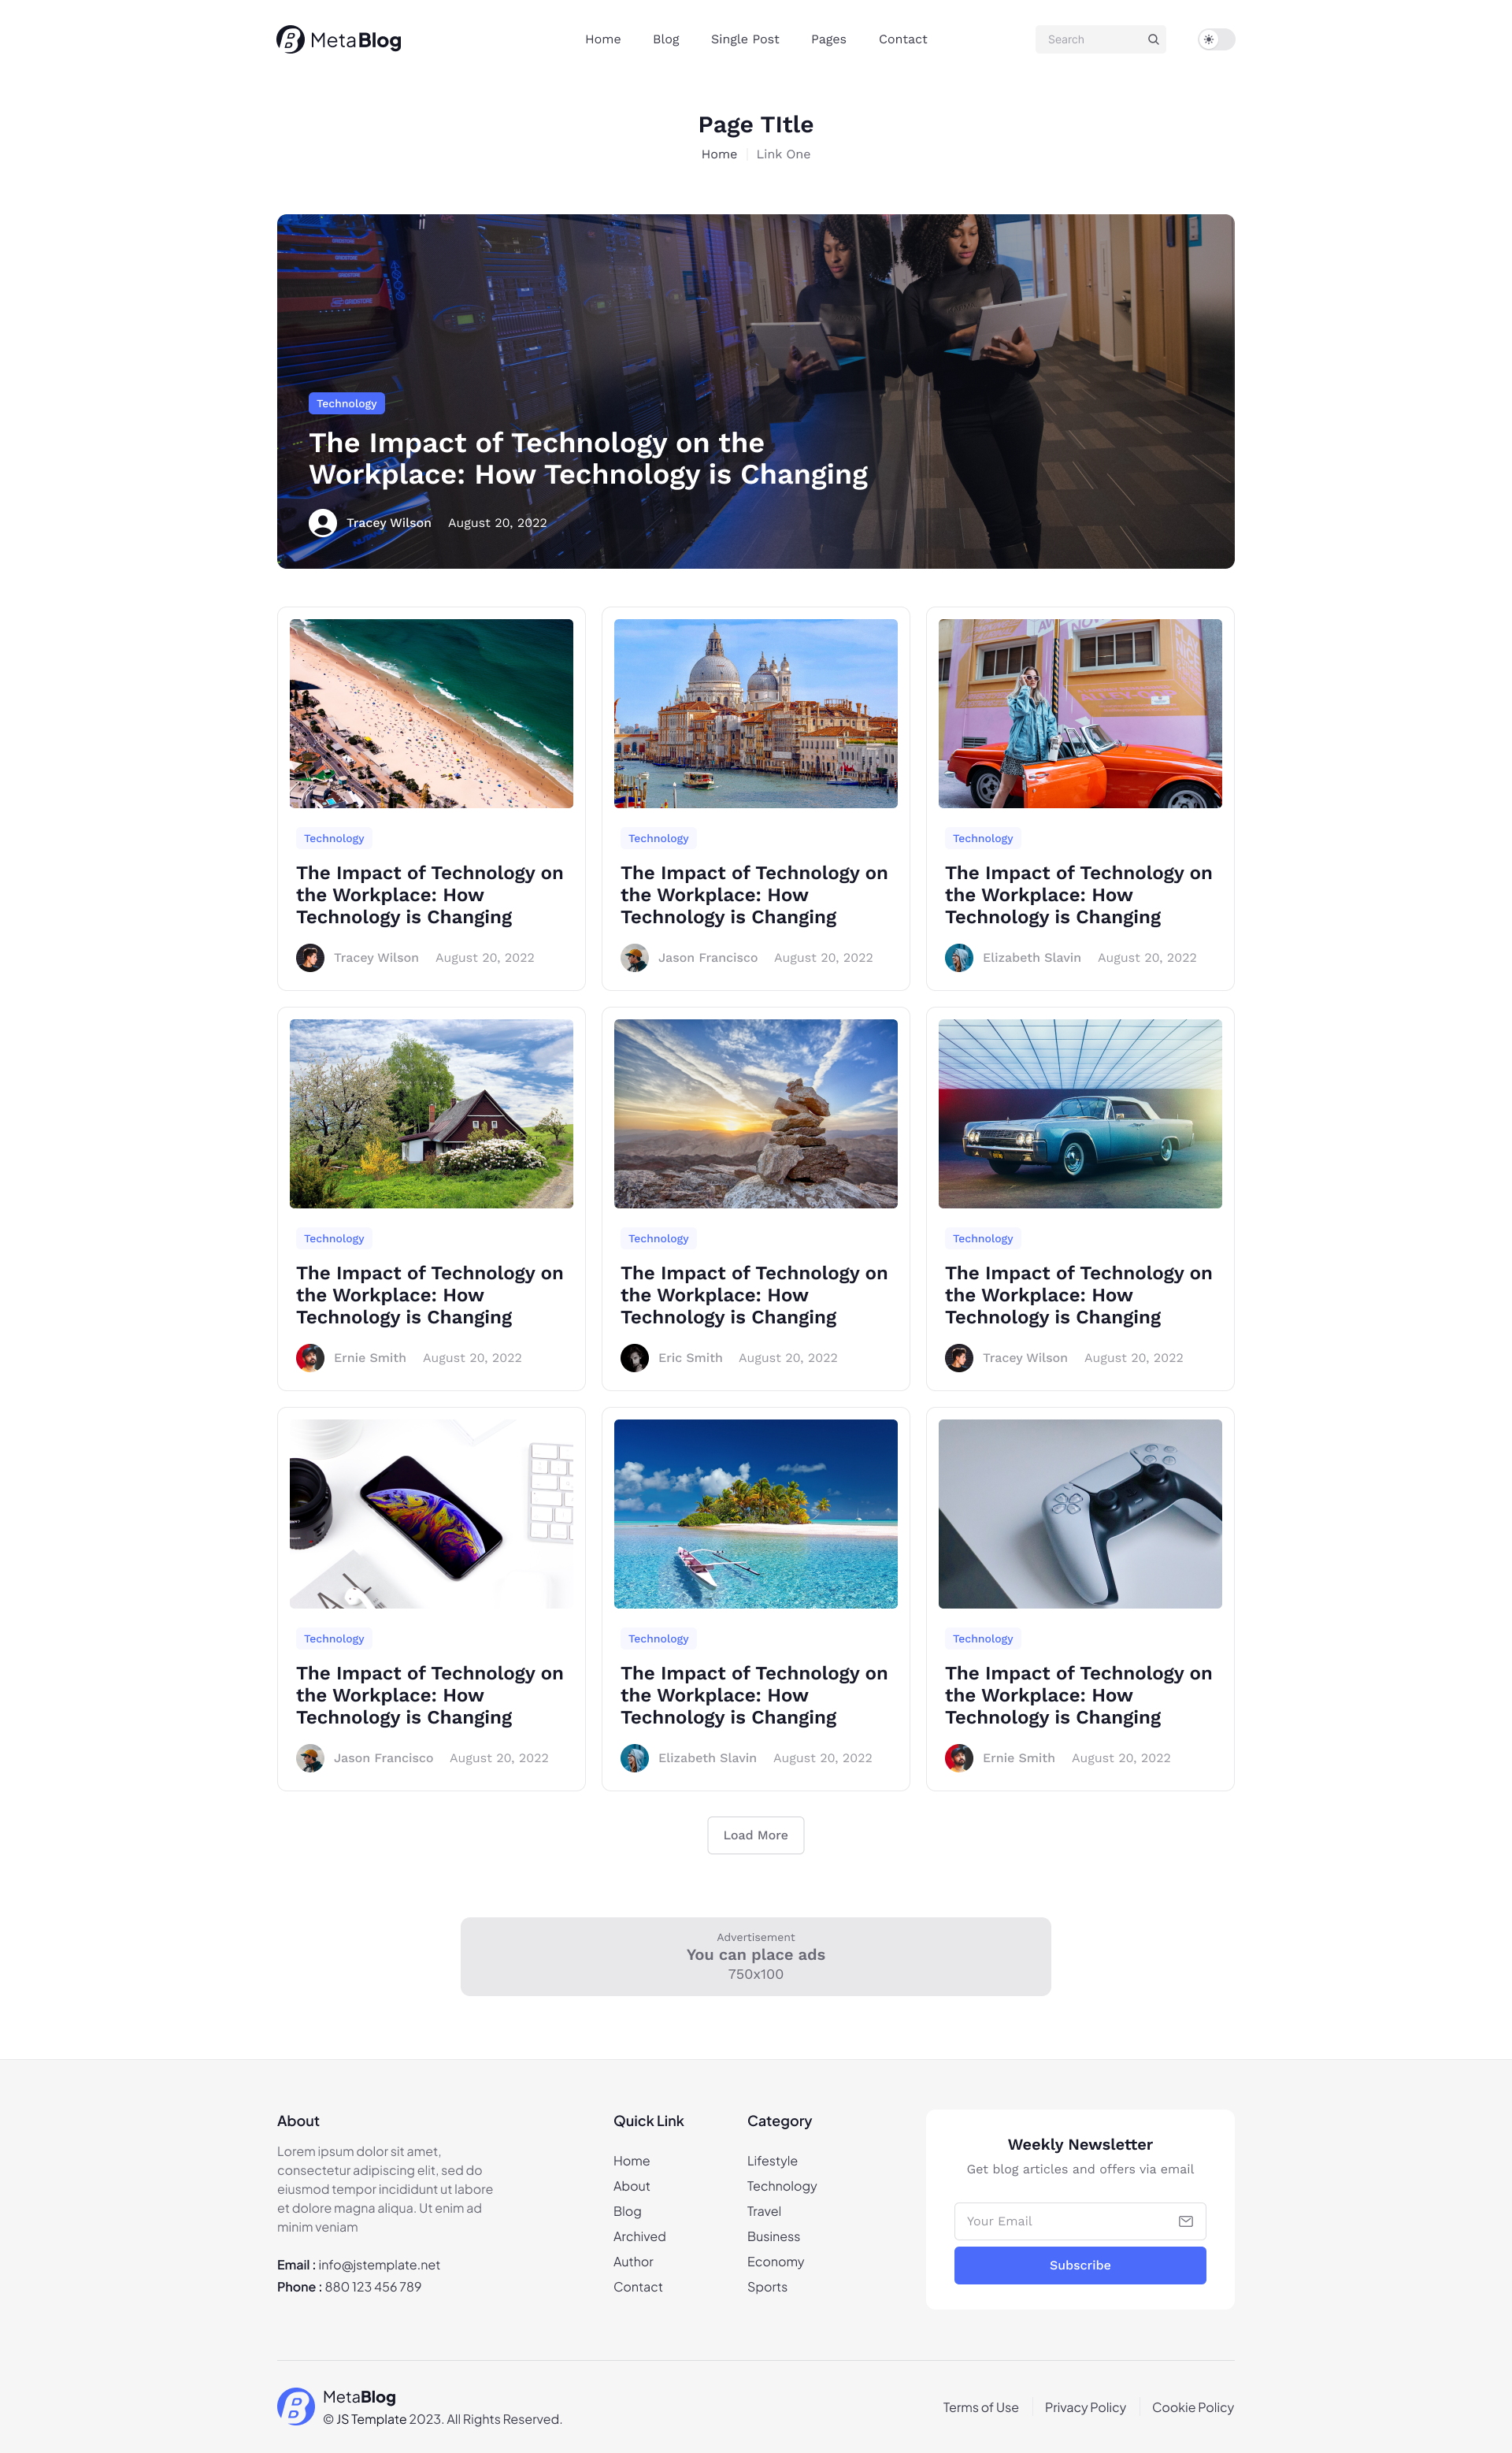 MetaBlog
Home
Blog
Single Post
Pages
Contact
Search
Page TItle
Home
Link One
Technology
The Impact of Technology on the
Workplace: How Technology is Changing
Tracey Wilson
August 20, 2022
Technology
The Impact of Technology on
the Workplace: How
Technology is Changing
Tracey Wilson
August 20, 2022
Technology
The Impact of Technology on
the Workplace: How
Technology is Changing
Jason Francisco
August 20, 2022
Technology
The Impact of Technology on
the Workplace: How
Technology is Changing
Elizabeth Slavin
August 20, 2022
Technology
The Impact of Technology on
the Workplace: How
Technology is Changing
Ernie Smith
August 20, 2022
Technology
The Impact of Technology on
the Workplace: How
Technology is Changing
Eric Smith
August 20, 2022
Technology
The Impact of Technology on
the Workplace: How
Technology is Changing
Tracey Wilson
August 20, 2022
Technology
The Impact of Technology on
the Workplace: How
Technology is Changing
Jason Francisco
August 20, 2022
Technology
The Impact of Technology on
the Workplace: How
Technology is Changing
Elizabeth Slavin
August 20, 2022
Technology
The Impact of Technology on
the Workplace: How
Technology is Changing
Ernie Smith
August 20, 2022
Load More
Advertisement
You can place ads
750x100
About
Lorem ipsum dolor sit amet,
consectetur adipiscing elit, sed do
eiusmod tempor incididunt ut labore
et dolore magna aliqua. Ut enim ad
minim veniam
Email : info@jstemplate.net
Phone : 880 123 456 789
Quick Link
Home
About
Blog
Archived
Author
Contact
Category
Lifestyle
Technology
Travel
Business
Economy
Sports
Weekly Newsletter
Get blog articles and offers via email
Your Email
Subscribe
MetaBlog
© JS Template 2023. All Rights Reserved.
Terms of Use
Privacy Policy
Cookie Policy